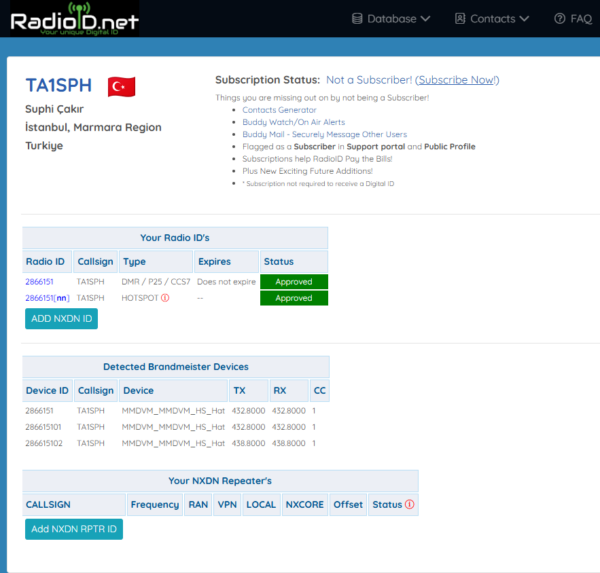 RadioID.net
Your unique Digital ID
Database
Contacts
FAQ
TA1SPH
Suphi Çakır
İstanbul, Marmara Region
Turkiye
Subscription Status: Not a Subscriber! (Subscribe Now!)
Things you are missing out on by not being a Subscriber!
Contacts Generator
Buddy Watch/On Air Alerts
Buddy Mail - Securely Message Other Users
Flagged as a Subscriber in Support portal and Public Profile
Subscriptions help RadioID Pay the Bills!
Plus New Exciting Future Additions!
* Subscription not required to receive a Digital ID
Your Radio ID's
Radio ID Callsign Type Expires Status
2866151 TA1SPH DMR / P25 / CCS7 Does not expire Approved
2866151[nn] TA1SPH HOTSPOT -- Approved
ADD NXDN ID
Detected Brandmeister Devices
Device ID Callsign Device TX RX CC
2866151 TA1SPH MMDVM_MMDVM_HS_Hat 432.8000 432.8000 1
286615101 TA1SPH MMDVM_MMDVM_HS_Hat 432.8000 432.8000 1
286615102 TA1SPH MMDVM_MMDVM_HS_Hat 438.8000 438.8000 1
Your NXDN Repeater's
CALLSIGN Frequency RAN VPN LOCAL NXCORE Offset Status
Add NXDN RPTR ID